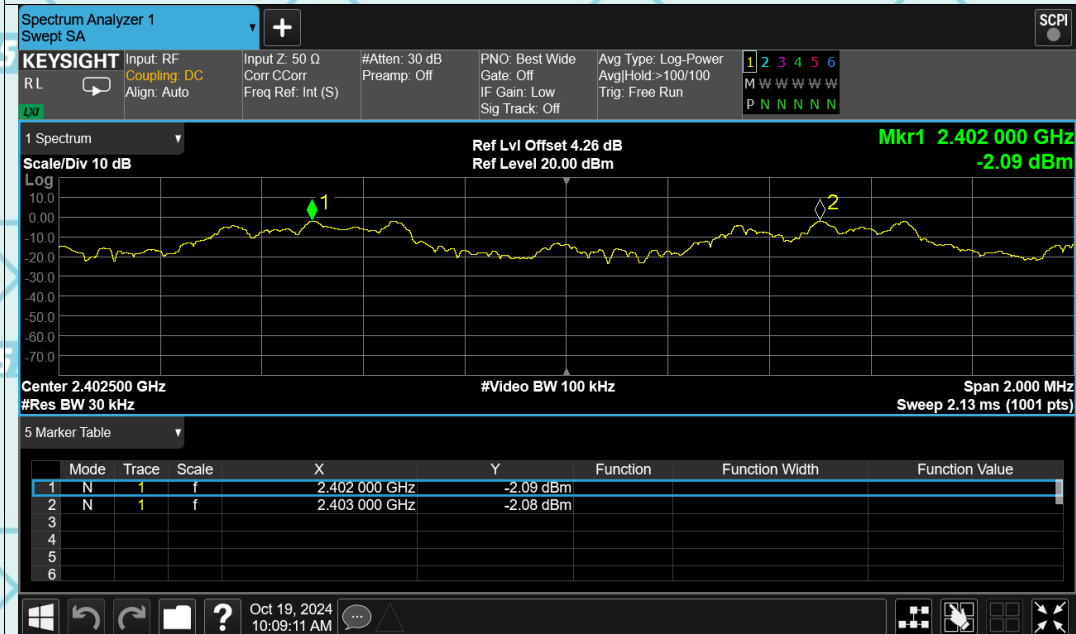 Spectrum Analyzer 1
Swept SA
+
SCPI
KEYSIGHT
R L
LXI
Input: RF
Coupling: DC
Align: Auto
Input Z: 50 Ω
Corr CCorr
Freq Ref: Int (S)
#Atten: 30 dB
Preamp: Off
PNO: Best Wide
Gate: Off
IF Gain: Low
Sig Track: Off
Avg Type: Log-Power
Avg|Hold:>100/100
Trig: Free Run
1 2 3 4 5 6
M W W W W W
P N N N N N
1 Spectrum
Scale/Div 10 dB
Ref Lvl Offset 4.26 dB
Ref Level 20.00 dBm
Mkr1 2.402 000 GHz
-2.09 dBm
Log
10.0
0.00
-10.0
-20.0
-30.0
-40.0
-50.0
-60.0
-70.0
1
2
Center 2.402500 GHz
#Video BW 100 kHz
Span 2.000 MHz
#Res BW 30 kHz
Sweep 2.13 ms (1001 pts)
5 Marker Table
Mode Trace Scale X Y Function Function Width Function Value
1 N 1 f 2.402 000 GHz -2.09 dBm
2 N 1 f 2.403 000 GHz -2.08 dBm
3
4
5
6
?
Oct 19, 2024
10:09:11 AM